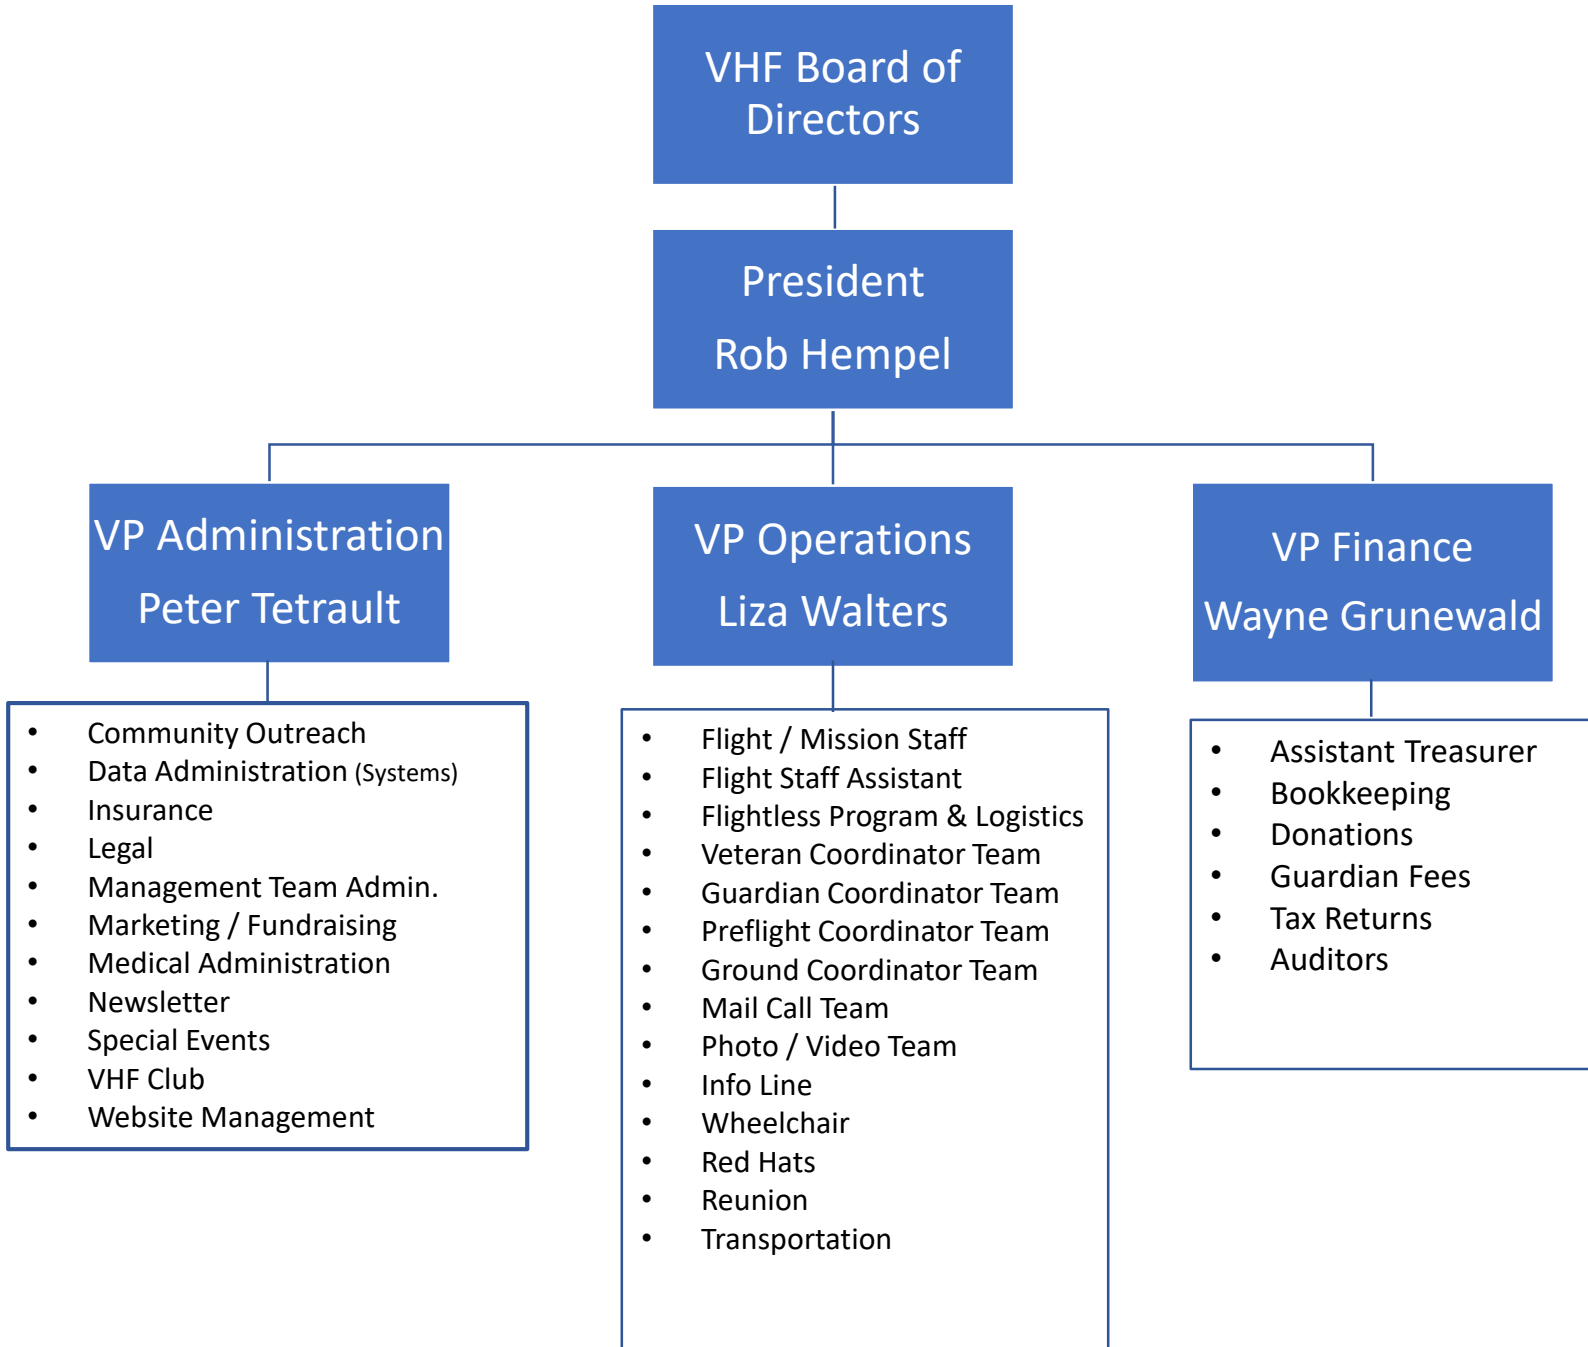 VHF Board of
Directors
President
Rob Hempel
VP Administration
Peter Tetrault
VP Operations
Liza Walters
VP Finance
Wayne Grunewald
• Community Outreach
• Data Administration (Systems)
• Insurance
• Legal
• Management Team Admin.
• Marketing / Fundraising
• Medical Administration
• Newsletter
• Special Events
• VHF Club
• Website Management
• Flight / Mission Staff
• Flight Staff Assistant
• Flightless Program & Logistics
• Veteran Coordinator Team
• Guardian Coordinator Team
• Preflight Coordinator Team
• Ground Coordinator Team
• Mail Call Team
• Photo / Video Team
• Info Line
• Wheelchair
• Red Hats
• Reunion
• Transportation
• Assistant Treasurer
• Bookkeeping
• Donations
• Guardian Fees
• Tax Returns
• Auditors